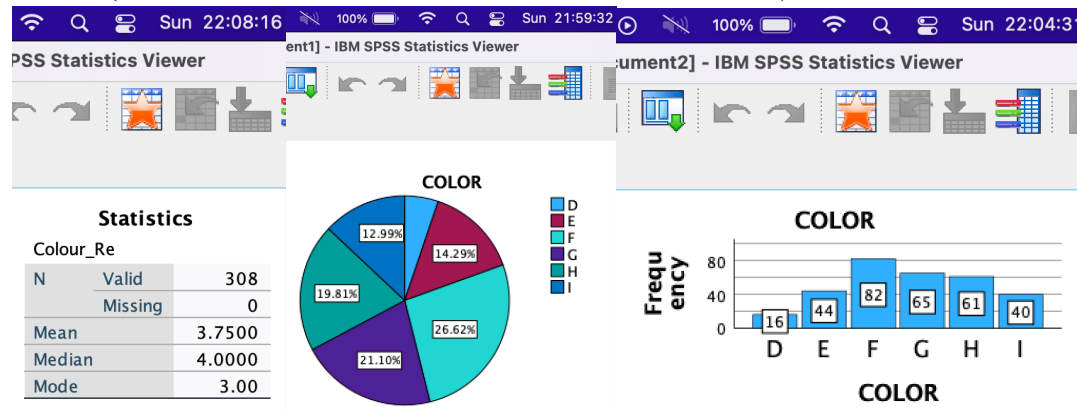 Sun 22:08:16
PSS Statistics Viewer
Statistics
Colour_Re
N Valid 308
Missing 0
Mean 3.7500
Median 4.0000
Mode 3.00
100% Sun 21:59:32
ent1] - IBM SPSS Statistics Viewer
COLOR
D
E
F
G
H
I
12.99%
14.29%
19.81%
26.62%
21.10%
100% Sun 22:04:31
cument2] - IBM SPSS Statistics Viewer
COLOR
Frequ
ency
80
40
0
16 44 82 65 61 40
D E F G H I
COLOR